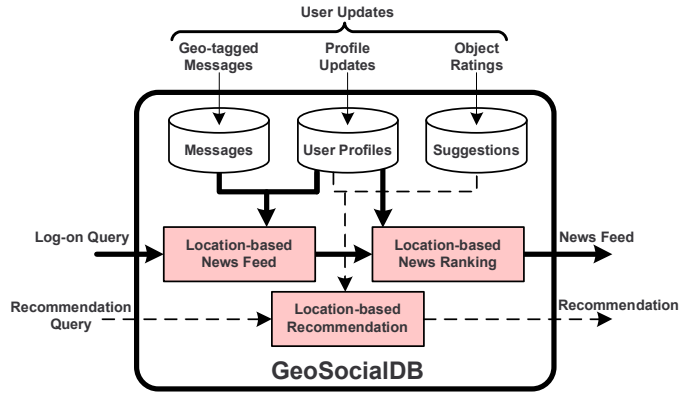 User Updates
Geo-tagged
Messages
Profile
Updates
Object
Ratings
Messages
User Profiles
Suggestions
Log-on Query
Location-based
News Feed
Location-based
News Ranking
News Feed
Recommendation
Query
Location-based
Recommendation
Recommendation
GeoSocialDB